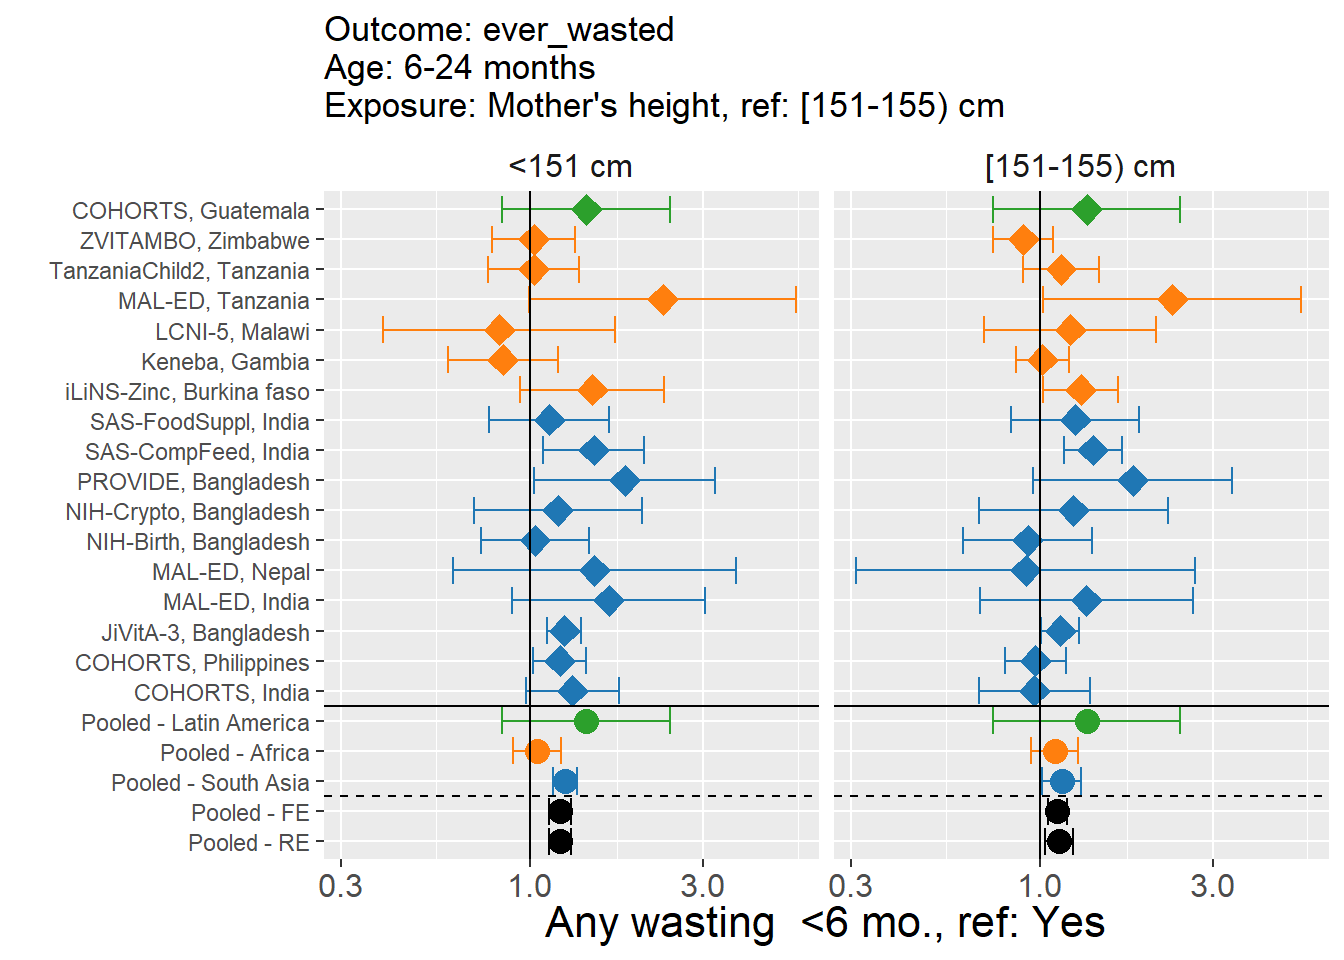 Outcome: ever_wasted
Age: 6-24 months
Exposure: Mother's height, ref: [151-155) cm
<151 cm
[151-155) cm
COHORTS, Guatemala
ZVITAMBO, Zimbabwe
TanzaniaChild2, Tanzania
MAL-ED, Tanzania
LCNI-5, Malawi
Keneba, Gambia
iLiNS-Zinc, Burkina faso
SAS-FoodSuppl, India
SAS-CompFeed, India
PROVIDE, Bangladesh
NIH-Crypto, Bangladesh
NIH-Birth, Bangladesh
MAL-ED, Nepal
MAL-ED, India
JiVitA-3, Bangladesh
COHORTS, Philippines
COHORTS, India
Pooled - Latin America
Pooled - Africa
Pooled - South Asia
Pooled - FE
Pooled - RE
0.3 1.0 3.0 0.3 1.0 3.0
Any wasting  <6 mo., ref: Yes